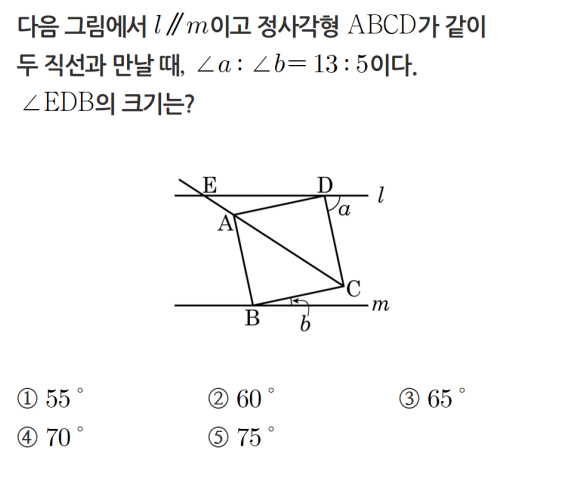 다음 그림에서 l∥m이고 정사각형 ABCD가 같이
두 직선과 만날 때, ∠a : ∠b = 13 : 5이다.
∠EDB의 크기는?
E D l
A a
C
m
B b
① 55° ② 60° ③ 65°
④ 70° ⑤ 75°